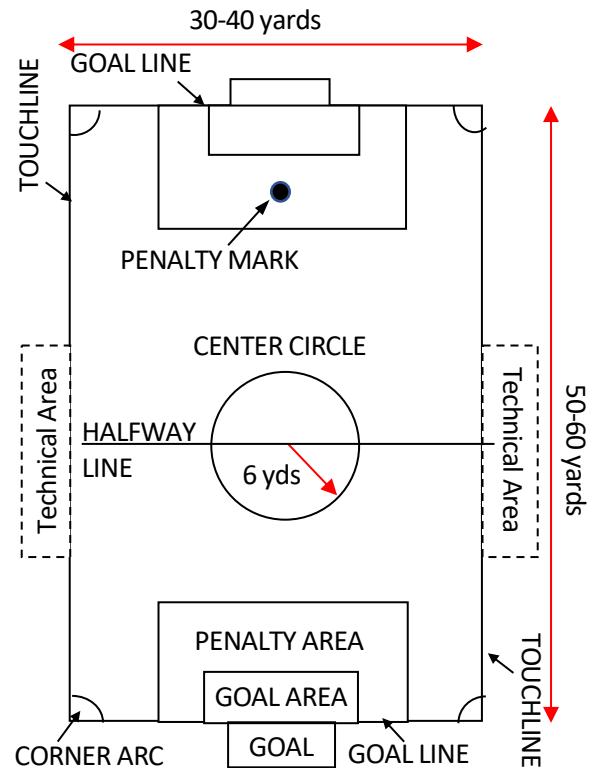 30-40 yards
GOAL LINE
TOUCHLINE
PENALTY MARK
CENTER CIRCLE
Technical Area
HALFWAY
LINE
6 yds
Technical Area
50-60 yards
PENALTY AREA
GOAL AREA
TOUCHLINE
CORNER ARC
GOAL
GOAL LINE